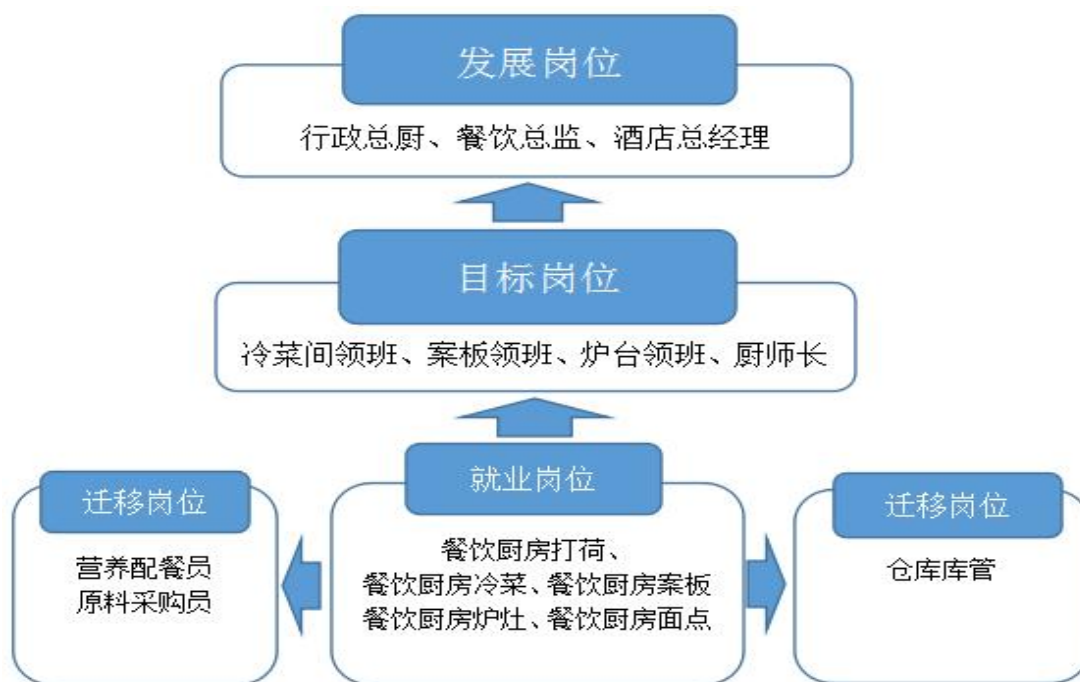 发展岗位
行政总厨、餐饮总监、酒店总经理
目标岗位
冷菜间领班、案板领班、炉台领班、厨师长
迁移岗位
营养配餐员
原料采购员
就业岗位
餐饮厨房打荷、
餐饮厨房冷菜、餐饮厨房案板
餐饮厨房炉灶、餐饮厨房面点
迁移岗位
仓库库管